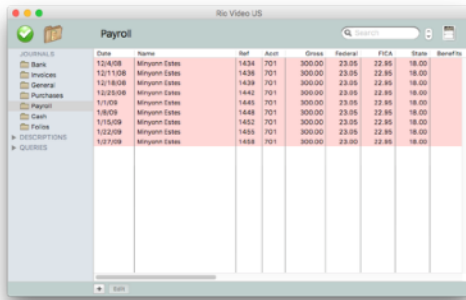 Ric Video US
Payroll
Search
JOURNALS
Bank
Invoices
General
Purchases
Payroll
Cash
Folios
DESCRIPTIONS
QUERIES
Date Name Ref Acct Gross Federal FICA State Benefits
12/4/08 Minyonn Estes 1434 701 300.00 23.05 22.95 18.00
12/11/08 Minyonn Estes 1436 701 300.00 23.05 22.95 18.00
12/18/08 Minyonn Estes 1439 701 300.00 23.05 22.95 18.00
12/25/08 Minyonn Estes 1442 701 300.00 23.05 22.95 18.00
1/1/09 Minyonn Estes 1445 701 300.00 23.05 22.95 18.00
1/8/09 Minyonn Estes 1448 701 300.00 23.05 22.95 18.00
1/15/09 Minyonn Estes 1452 701 300.00 23.05 22.95 18.00
1/22/09 Minyonn Estes 1455 701 300.00 23.05 22.95 18.00
1/27/09 Minyonn Estes 1458 701 300.00 23.00 22.95 18.00
+ Edit